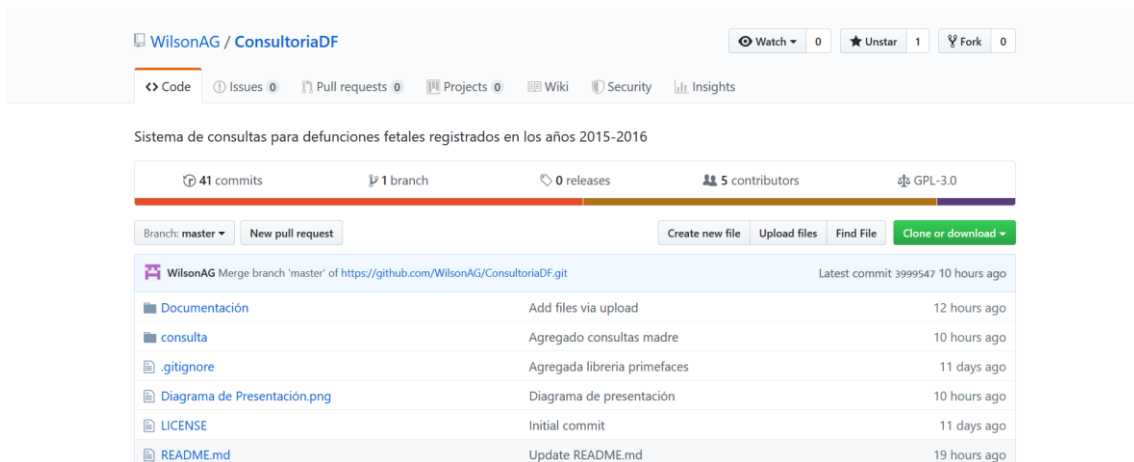 WilsonAG / ConsultoriaDF
Watch 0 Unstar 1 Fork 0
Code Issues 0 Pull requests 0 Projects 0 Wiki Security Insights
Sistema de consultas para defunciones fetales registrados en los años 2015-2016
41 commits 1 branch 0 releases 5 contributors GPL-3.0
Branch: master New pull request Create new file Upload files Find File Clone or download
WilsonAG Merge branch 'master' of https://github.com/WilsonAG/ConsultoriaDF.git Latest commit 3999547 10 hours ago
Documentación Add files via upload 12 hours ago
consulta Agregado consultas madre 10 hours ago
.gitignore Agregada libreria primefaces 11 days ago
Diagrama de Presentación.png Diagrama de presentación 10 hours ago
LICENSE Initial commit 11 days ago
README.md Update README.md 19 hours ago